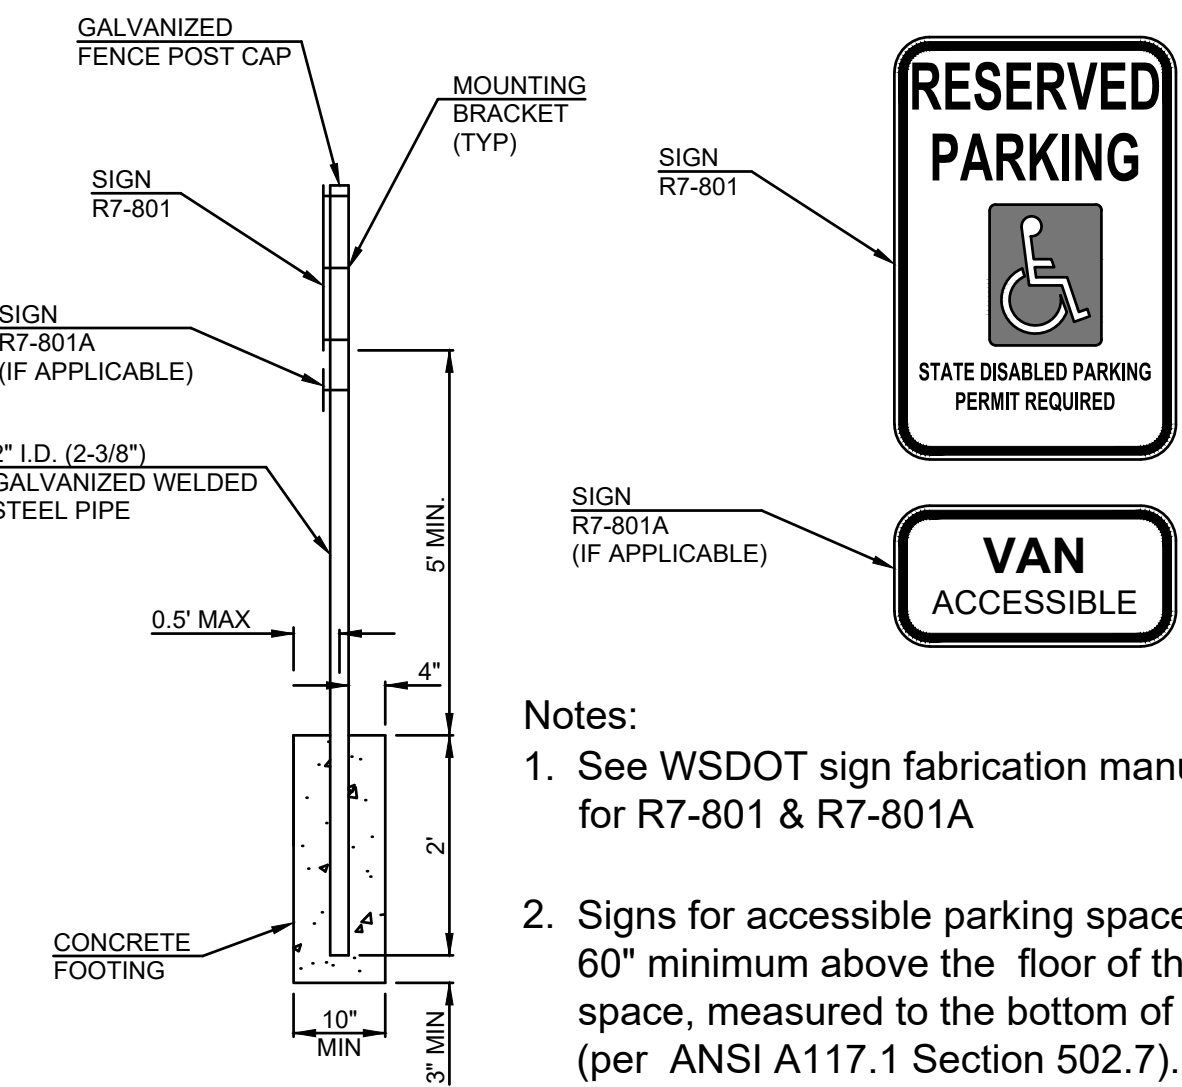 GALVANIZED
FENCE POST CAP
MOUNTING
BRACKET
(TYP)
SIGN
R7-801
SIGN
R7-801A
(IF APPLICABLE)
2" I.D. (2-3/8")
GALVANIZED WELDED
STEEL PIPE
5' MIN.
0.5' MAX
4"
2'
CONCRETE
FOOTING
10"
MIN
3" MIN
SIGN
R7-801
RESERVED
PARKING
STATE DISABLED PARKING
PERMIT REQUIRED
SIGN
R7-801A
(IF APPLICABLE)
VAN
ACCESSIBLE
Notes:
1. See WSDOT sign fabrication
for R7-801 & R7-801A
2. Signs for accessible parking
60" minimum above the floor of
space, measured to the bottom of
(per ANSI A117.1 Section 502.7).